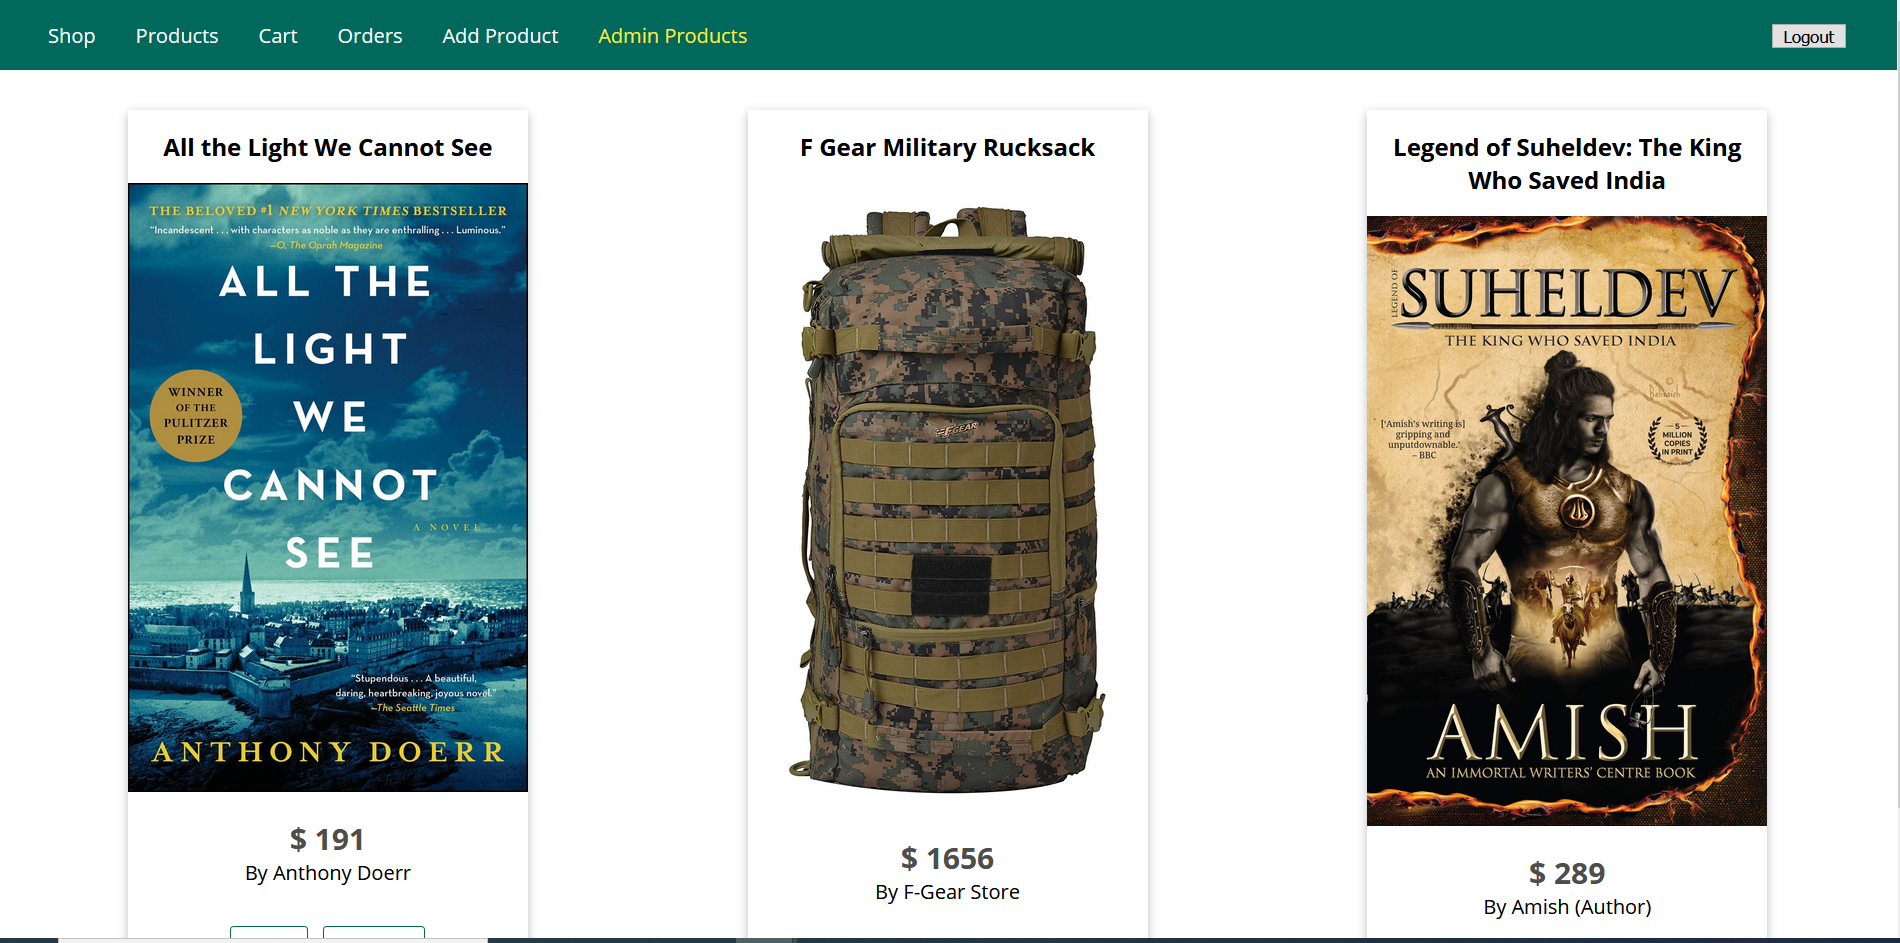 Shop Products Cart Orders Add Product Admin Products Logout
All the Light We Cannot See
THE BELOVED #1 NEW YORK TIMES BESTSELLER
“Incandescent . . . with characters as noble as they are enthralling . . . Luminous.”
—O, The Oprah Magazine
ALL THE
LIGHT
WE
CANNOT
SEE
WINNER
OF THE
PULITZER
PRIZE
A NOVEL
“Stupendous . . . A beautiful,
daring, heartbreaking, joyous novel.”
—The Seattle Times
ANTHONY DOERR
$ 191
By Anthony Doerr
F Gear Military Rucksack
F GEAR
$ 1656
By F-Gear Store
Legend of Suheldev: The King
Who Saved India
LEGEND OF
SUHELDEV
THE KING WHO SAVED INDIA
['Amish's writing is]
gripping and
unputdownable.'
– BBC
5
MILLION
COPIES
IN PRINT
AMISH
AN IMMORTAL WRITERS' CENTRE BOOK
$ 289
By Amish (Author)